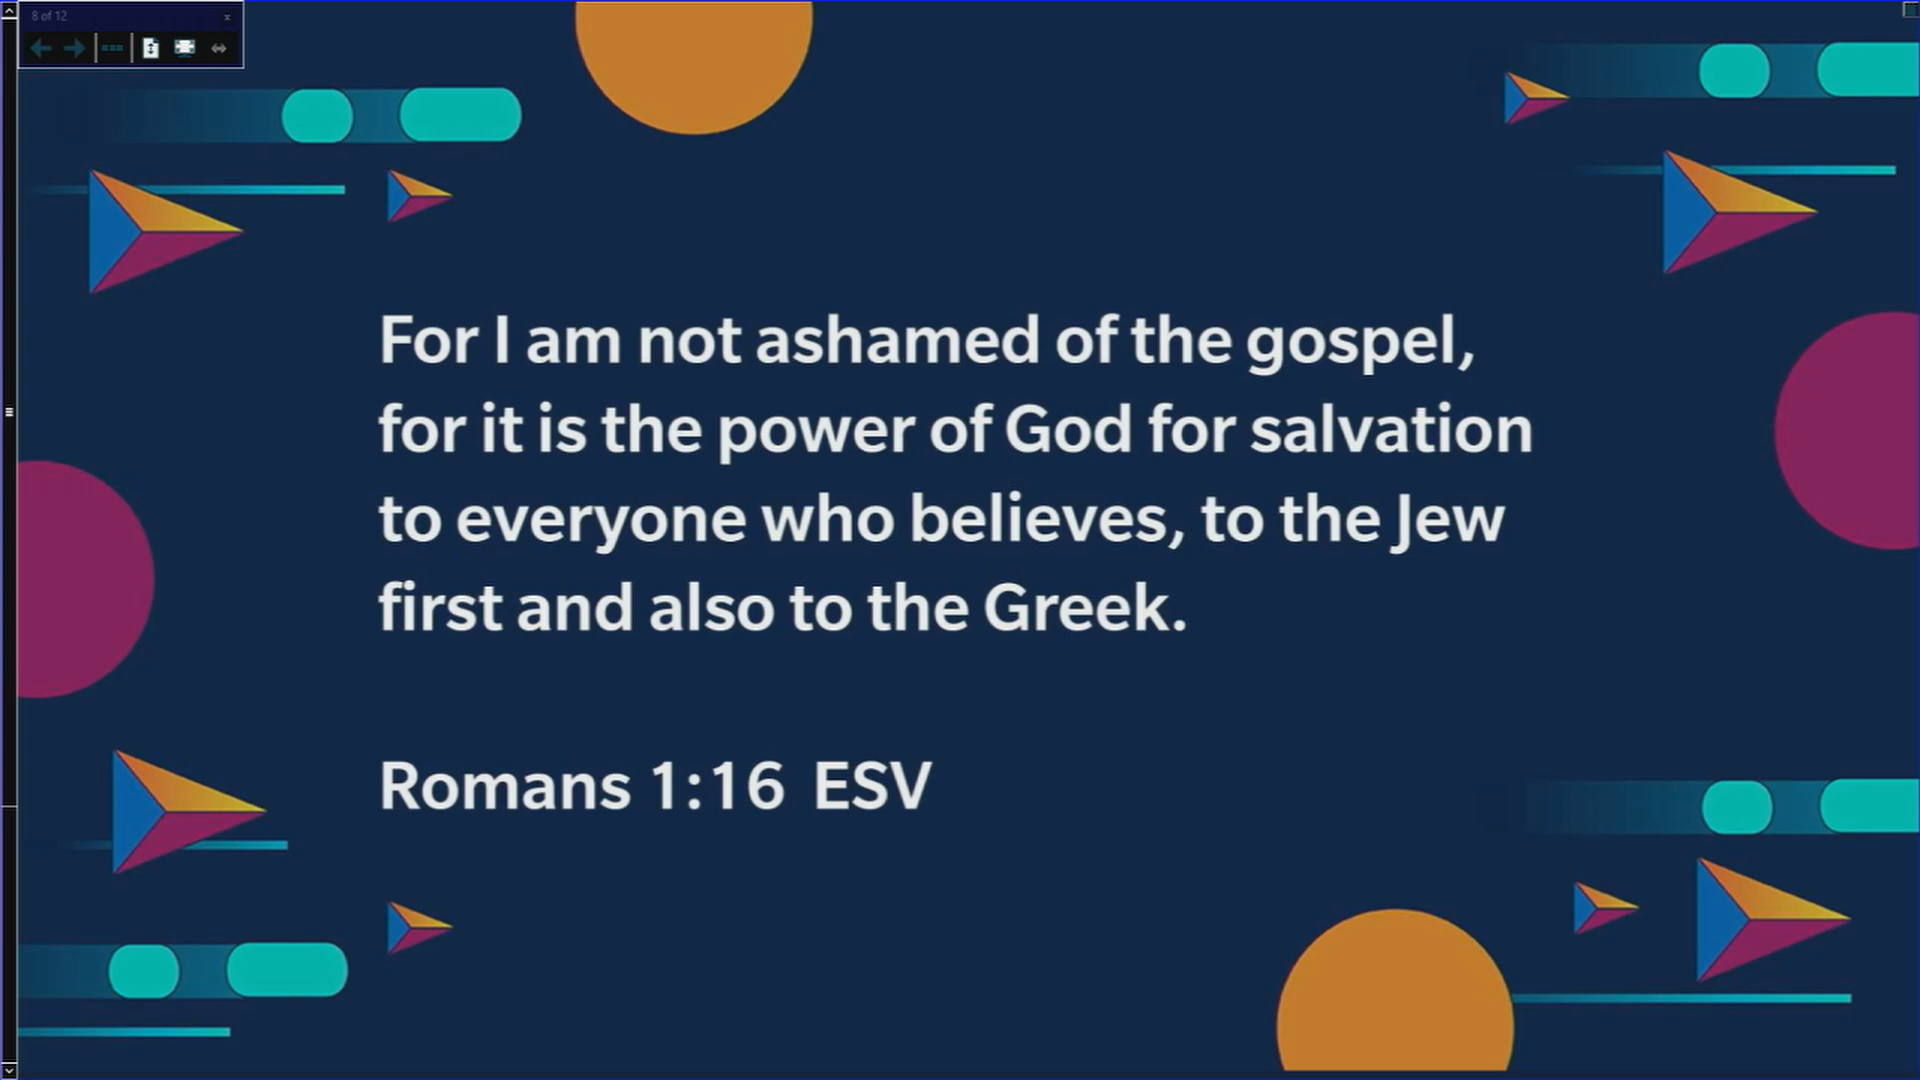 8 of 12
x
For I am not ashamed of the gospel,
for it is the power of God for salvation
to everyone who believes, to the Jew
first and also to the Greek.
Romans 1:16 ESV